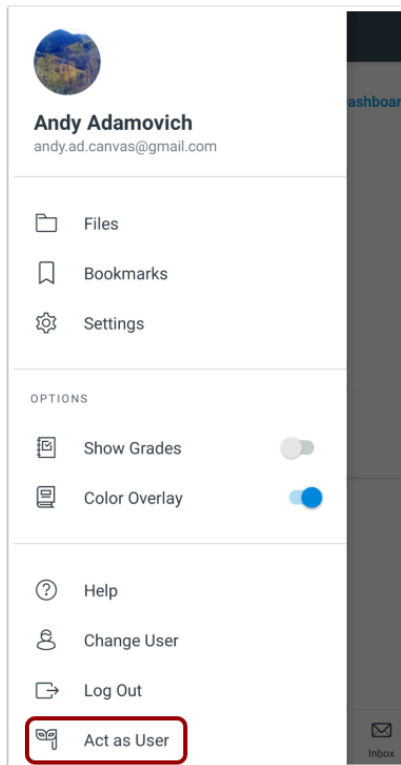 Andy Adamovich
andy.ad.canvas@gmail.com
Files
Bookmarks
Settings
OPTIONS
Show Grades
Color Overlay
Help
Change User
Log Out
Act as User
ashboar
Inbox